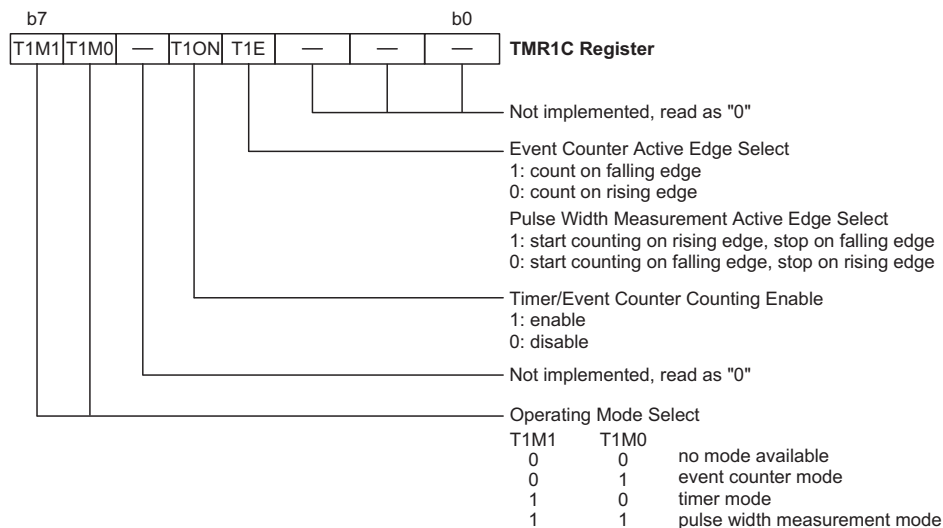 b7 b0
T1M1 T1M0 — T1ON T1E — — — TMR1C Register
Not implemented, read as "0"
Event Counter Active Edge Select
1: count on falling edge
0: count on rising edge
Pulse Width Measurement Active Edge Select
1: start counting on rising edge, stop on falling edge
0: start counting on falling edge, stop on rising edge
Timer/Event Counter Counting Enable
1: enable
0: disable
Not implemented, read as "0"
Operating Mode Select
T1M1 T1M0
0 0 no mode available
0 1 event counter mode
1 0 timer mode
1 1 pulse width measurement mode